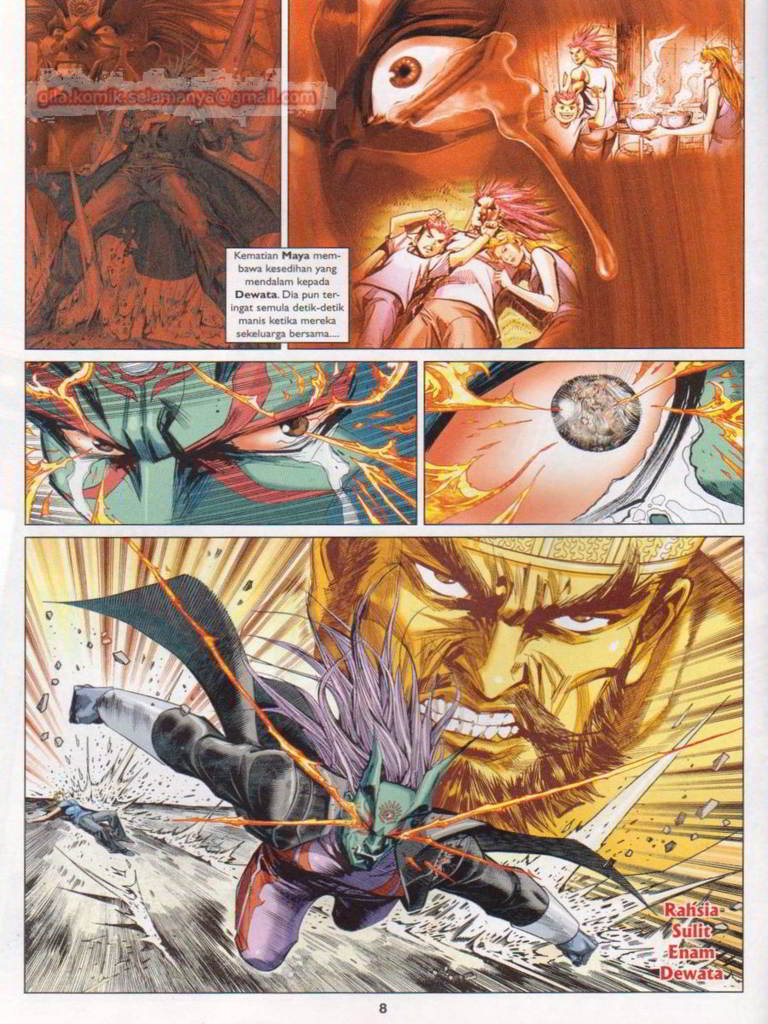 gila.komik.selamanya@gmail.com
Kematian Maya mem-
bawa kesedihan yang
mendalam kepada
Dewata. Dia pun ter-
ingat semula detik-detik
manis ketika mereka
sekeluarga bersama....
Rahsia
Sulit
Enam
Dewata
8